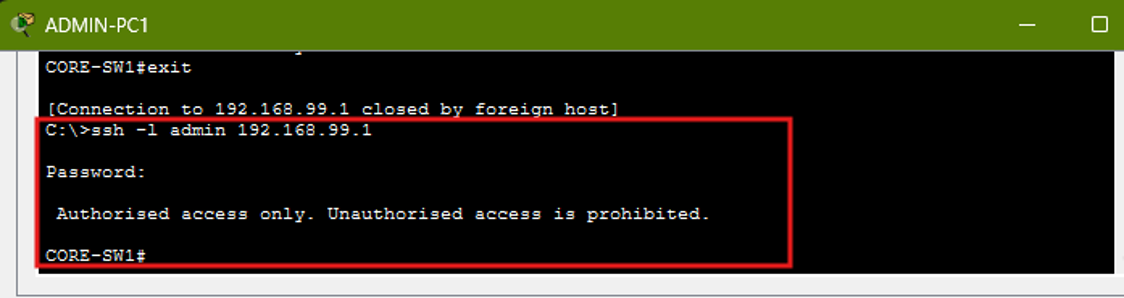 ADMIN-PC1
CORE-SW1#exit
[Connection to 192.168.99.1 closed by foreign host]
C:\>ssh -l admin 192.168.99.1
Password:
Authorised access only. Unauthorised access is prohibited.
CORE-SW1#